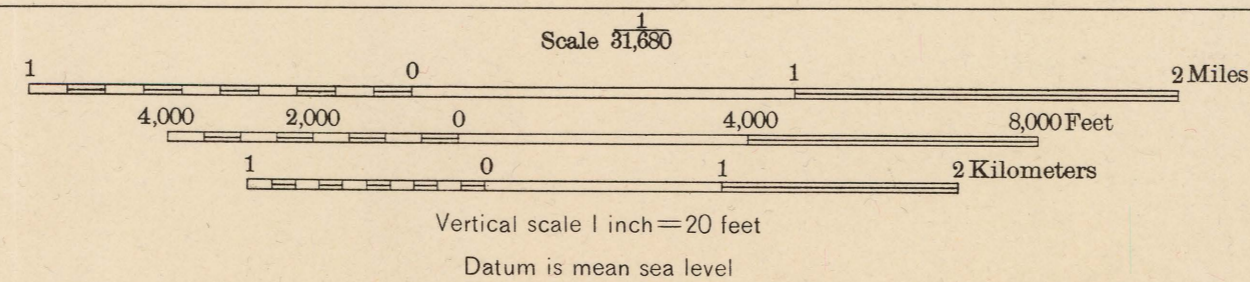 Scale 1/31,680
1 0 1 2 Miles
4,000 2,000 0 4,000 8,000 Feet
1 0 1 2 Kilometers
Vertical scale 1 inch=20 feet
Datum is mean sea level